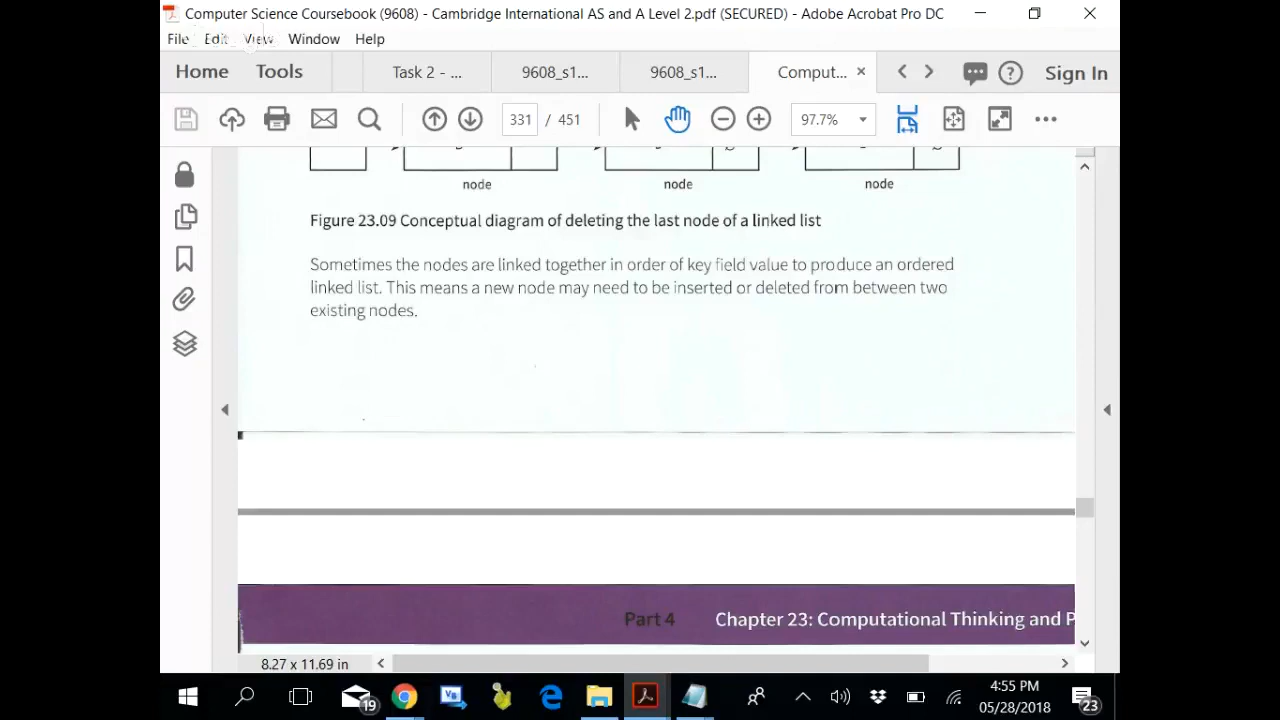 Computer Science Coursebook (9608) - Cambridge International AS and A Level 2.pdf (SECURED) - Adobe Acrobat Pro DC
File Edit View Window Help
Home Tools Task 2 - ... 9608_s1... 9608_s1... Comput... Sign In
331 / 451 97.7%
node node node
Figure 23.09 Conceptual diagram of deleting the last node of a linked list
Sometimes the nodes are linked together in order of key field value to produce an ordered
linked list. This means a new node may need to be inserted or deleted from between two
existing nodes.
Part 4 Chapter 23: Computational Thinking and P
8.27 x 11.69 in
19
4:55 PM
05/28/2018
23